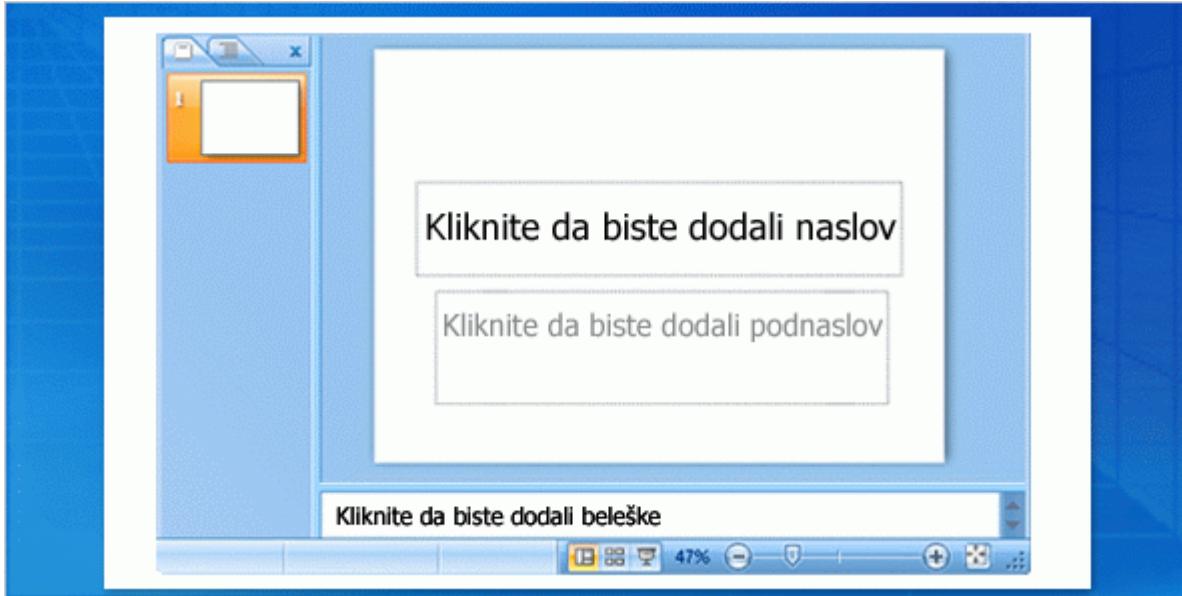 1
Kliknite da biste dodali naslov
Kliknite da biste dodali podnaslov
Kliknite da biste dodali beleške
47%